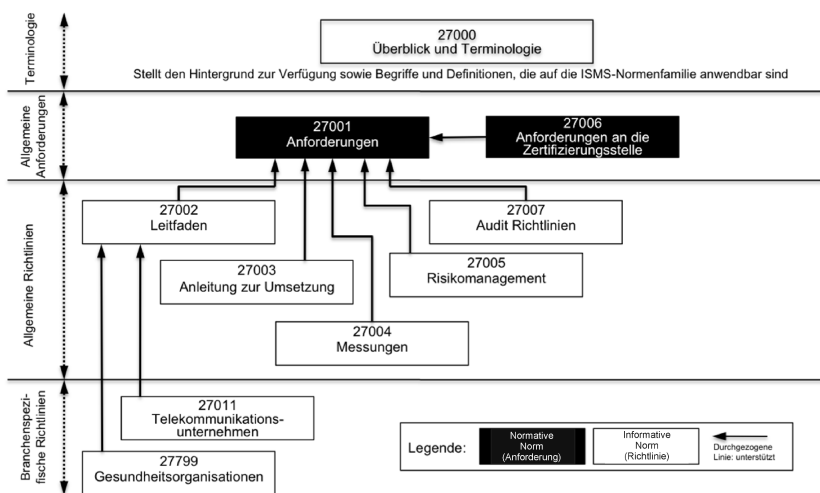 Terminologie
27000
Überblick und Terminologie
Stellt den Hintergrund zur Verfügung sowie Begriffe und Definitionen, die auf die ISMS-Normenfamilie anwendbar sind
Allgemeine
Anforderungen
27001
Anforderungen
27006
Anforderungen an die
Zertifizierungsstelle
Allgemeine Richtlinien
27002
Leitfaden
27007
Audit Richtlinien
27003
Anleitung zur Umsetzung
27005
Risikomanagement
27004
Messungen
Branchenspezi-
fische Richtlinien
27011
Telekommunikations-
unternehmen
27799
Gesundheitsorganisationen
Legende:
Normative
Norm
(Anforderung)
Informative
Norm
(Richtlinie)
Durchgezogene
Linie: unterstützt